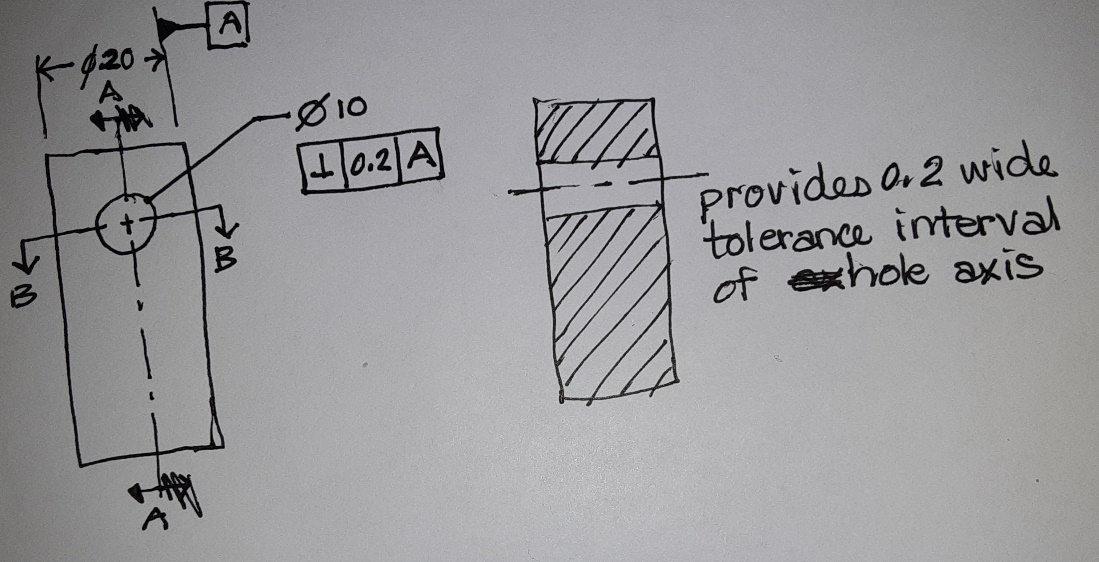 A
φ20
A
Ø10
⊥ 0.2 A
provides 0.2 wide
tolerance interval
of hole axis
B
B
A